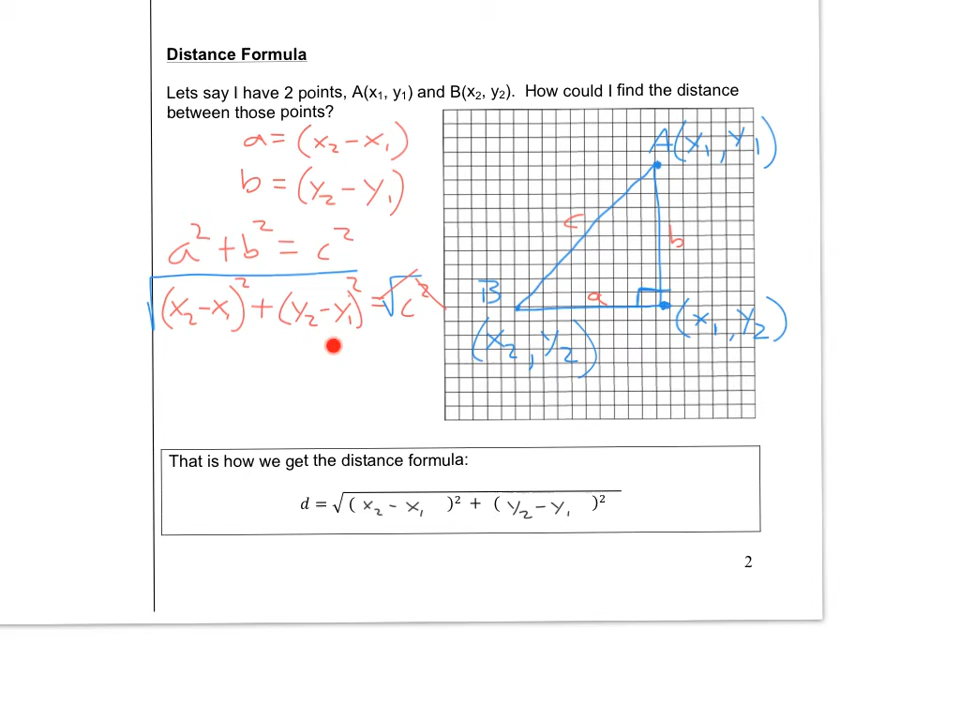 Distance Formula
Lets say I have 2 points, A(x₁, y₁) and B(x₂, y₂). How could I find the distance
between those points?
a = (x₂ - x₁)
b = (y₂ - y₁)
a² + b² = c²
√(x₂-x₁)² + (y₂-y₁)² = √c²
A(x₁, y₁)
c
b
B
a
(x₁, y₂)
(x₂, y₂)
That is how we get the distance formula:
d = √(x₂ - x₁ )² + (y₂ - y₁ )²
2